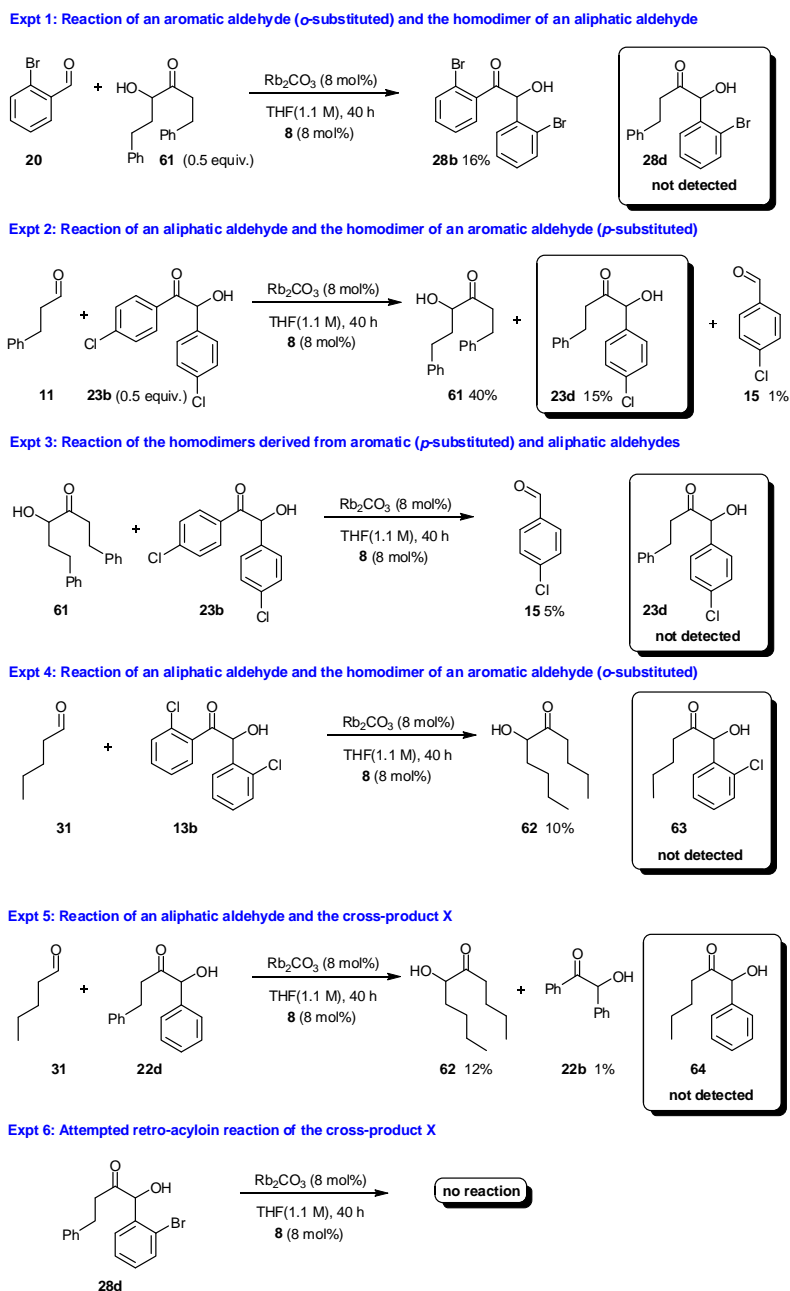 Expt 1: Reaction of an aromatic aldehyde (o-substituted) and the homodimer of an aliphatic aldehyde
Br
O
+
HO
O
Ph
Ph
Rb2CO3 (8 mol%)
THF(1.1 M), 40 h
8 (8 mol%)
Br
O
OH
Br
O
OH
Ph
Br
20
61 (0.5 equiv.)
28b 16%
28d
not detected
Expt 2: Reaction of an aliphatic aldehyde and the homodimer of an aromatic aldehyde (p-substituted)
O
Ph
+
O
OH
Cl
Cl
Rb2CO3 (8 mol%)
THF(1.1 M), 40 h
8 (8 mol%)
HO
O
Ph
Ph
+
O
OH
Ph
Cl
+
O
Cl
11
23b (0.5 equiv.)
61 40%
23d 15%
15 1%
Expt 3: Reaction of the homodimers derived from aromatic (p-substituted) and aliphatic aldehydes
HO
O
Ph
Ph
+
O
OH
Cl
Cl
Rb2CO3 (8 mol%)
THF(1.1 M), 40 h
8 (8 mol%)
O
Cl
O
OH
Ph
Cl
61
23b
15 5%
23d
not detected
Expt 4: Reaction of an aliphatic aldehyde and the homodimer of an aromatic aldehyde (o-substituted)
O
+
Cl
O
OH
Cl
Rb2CO3 (8 mol%)
THF(1.1 M), 40 h
8 (8 mol%)
HO
O
O
OH
Cl
31
13b
62 10%
63
not detected
Expt 5: Reaction of an aliphatic aldehyde and the cross-product X
O
+
O
OH
Ph
Rb2CO3 (8 mol%)
THF(1.1 M), 40 h
8 (8 mol%)
HO
O
+
O
Ph
OH
Ph
O
OH
31
22d
62 12%
22b 1%
64
not detected
Expt 6: Attempted retro-acyloin reaction of the cross-product X
O
OH
Ph
Br
Rb2CO3 (8 mol%)
THF(1.1 M), 40 h
8 (8 mol%)
no reaction
28d